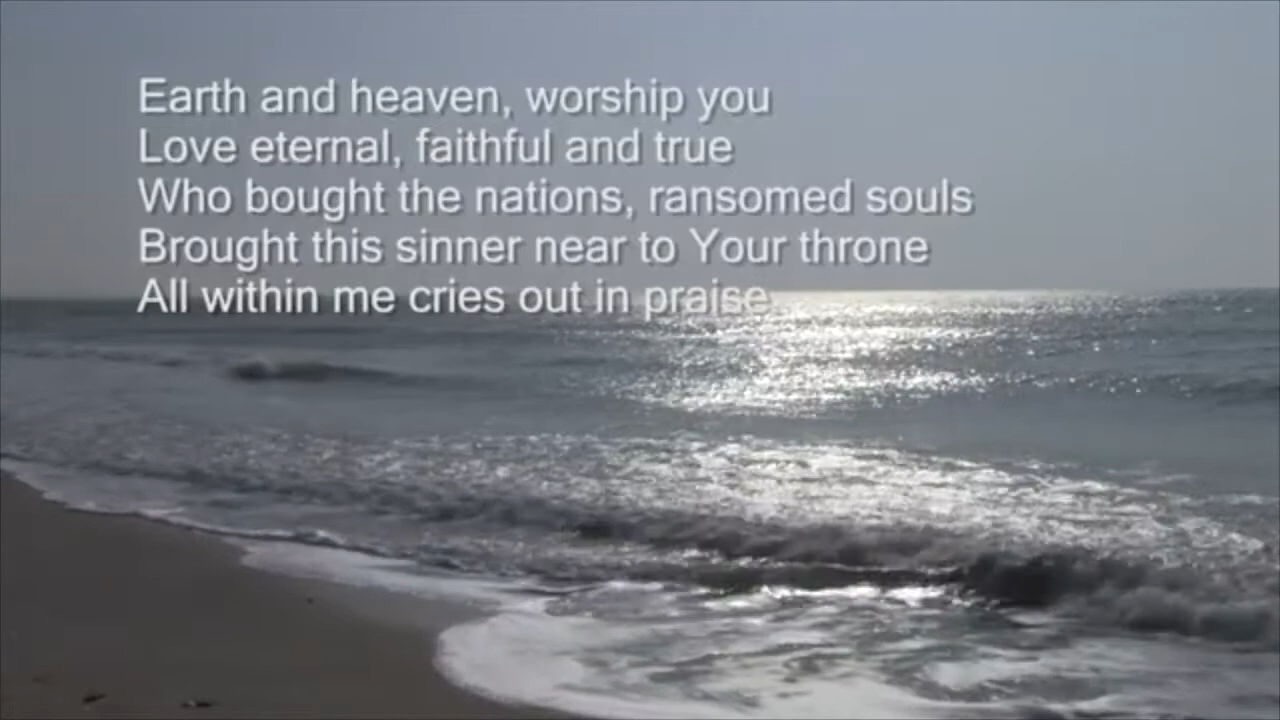 Earth and heaven, worship you
Love eternal, faithful and true
Who bought the nations, ransomed souls
Brought this sinner near to Your throne
All within me cries out in praise